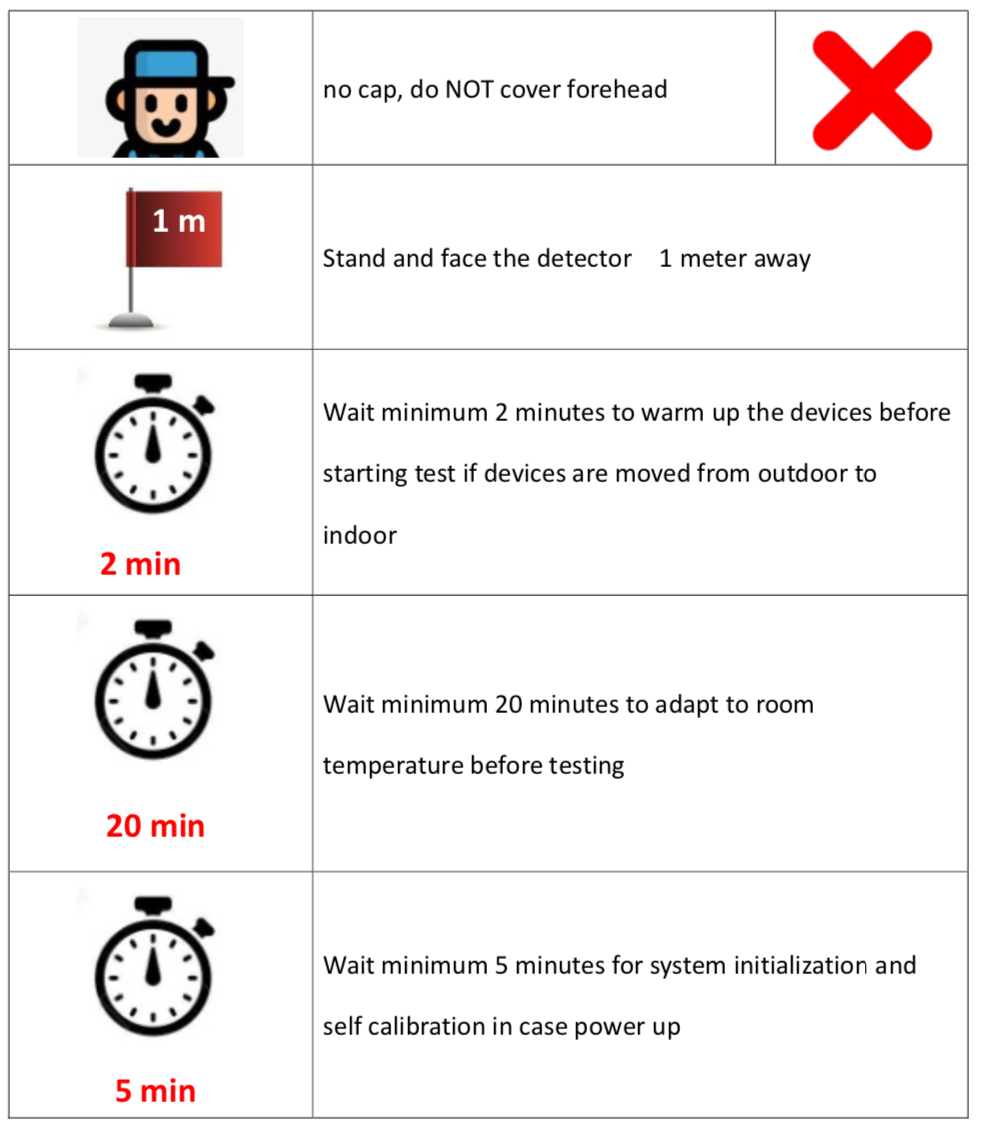 no cap, do NOT cover forehead
1 m
Stand and face the detector 1 meter away
Wait minimum 2 minutes to warm up the devices before
starting test if devices are moved from outdoor to
indoor
2 min
Wait minimum 20 minutes to adapt to room
temperature before testing
20 min
Wait minimum 5 minutes for system initialization and
self calibration in case power up
5 min